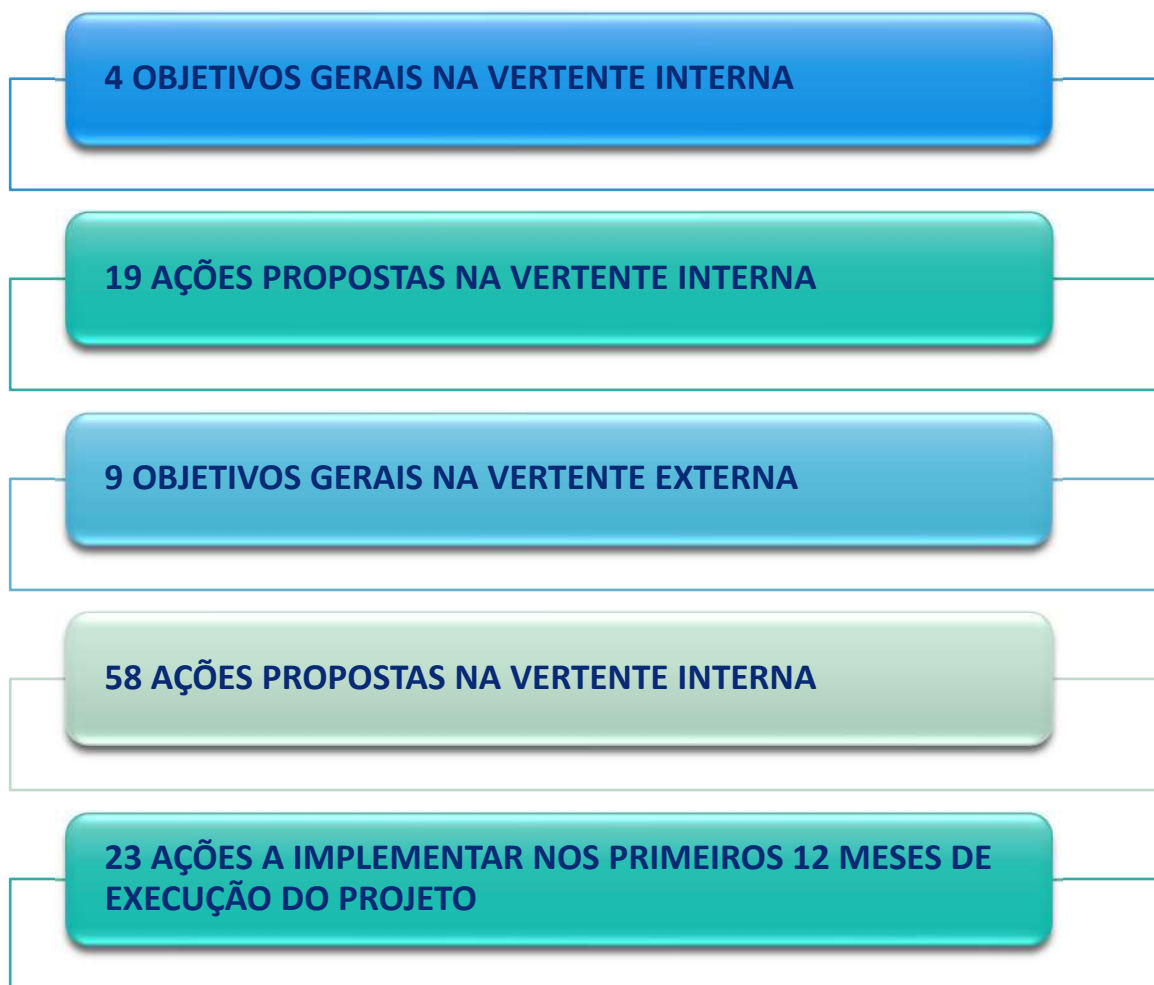 4 OBJETIVOS GERAIS NA VERTENTE INTERNA
19 AÇÕES PROPOSTAS NA VERTENTE INTERNA
9 OBJETIVOS GERAIS NA VERTENTE EXTERNA
58 AÇÕES PROPOSTAS NA VERTENTE INTERNA
23 AÇÕES A IMPLEMENTAR NOS PRIMEIROS 12 MESES DE
EXECUÇÃO DO PROJETO